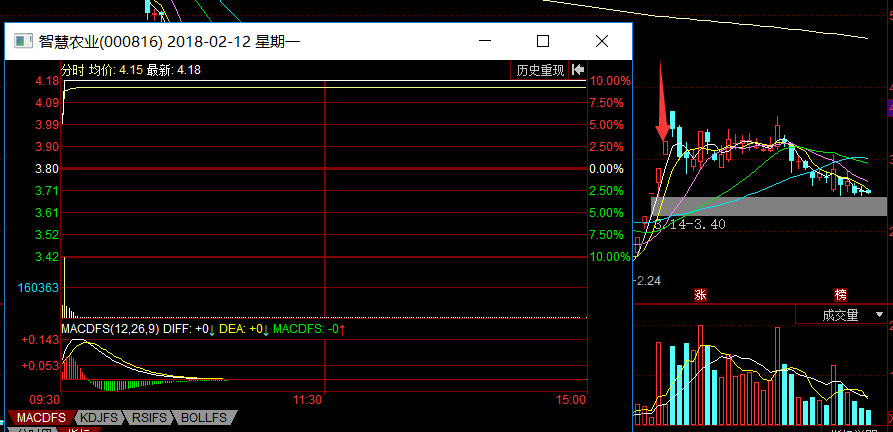 智慧农业(000816) 2018-02-12 星期一
分时 均价: 4.15 最新: 4.18 历史重现
4.18 10.00%
4.09 7.50%
3.99 5.00%
3.90 2.50%
3.80 0.00%
3.71 2.50%
3.61 5.00%
3.52 7.50%
3.42 10.00%
160363
MACDFS(12,26,9) DIFF: +0↓ DEA: +0↓ MACDFS: -0↑
+0.143
+0.053
09:30 11:30 15:00
MACDFS KDJFS RSIFS BOLLFS
3.14-3.40
2.24
涨 榜
成交量